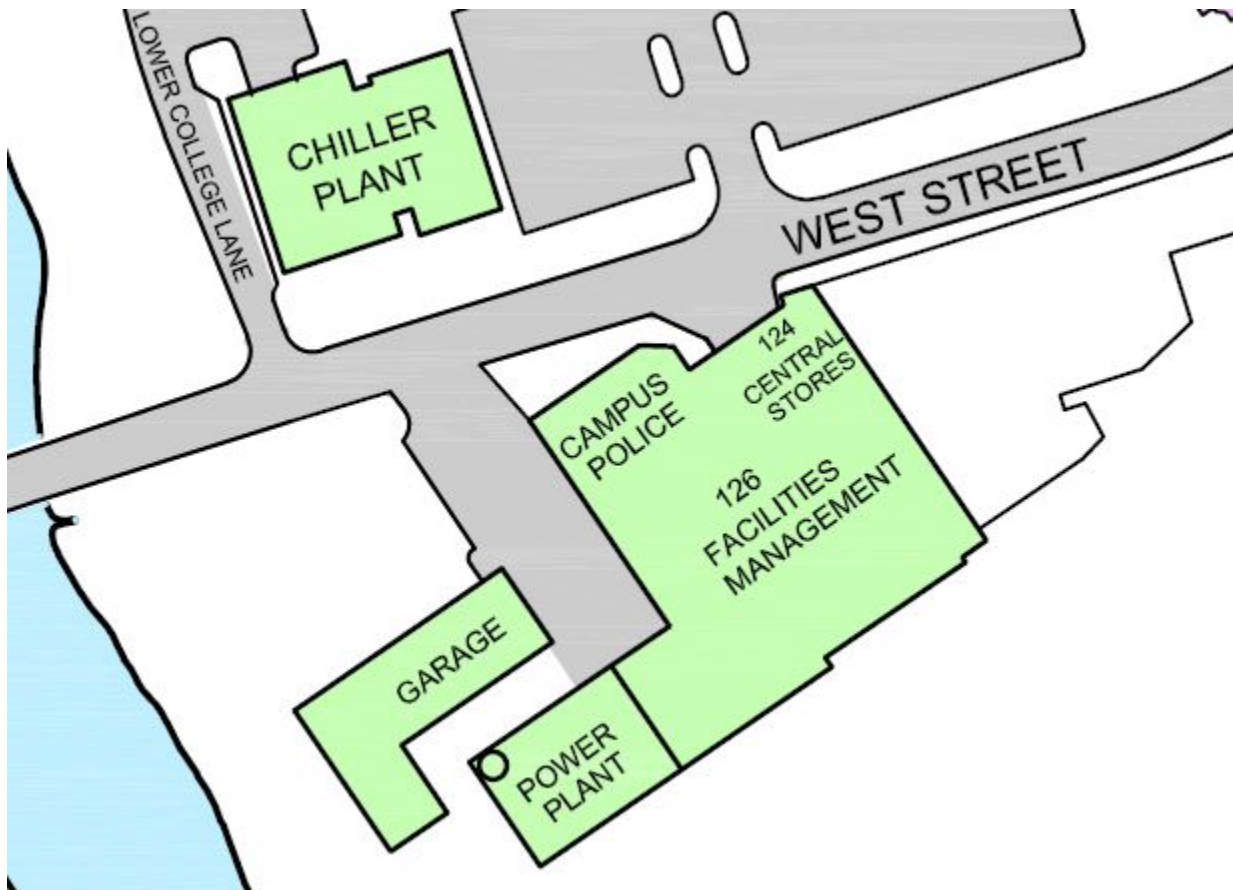 LOWER COLLEGE LANE
CHILLER
PLANT
WEST STREET
124
CENTRAL
STORES
CAMPUS
POLICE
126
FACILITIES
MANAGEMENT
GARAGE
POWER
PLANT